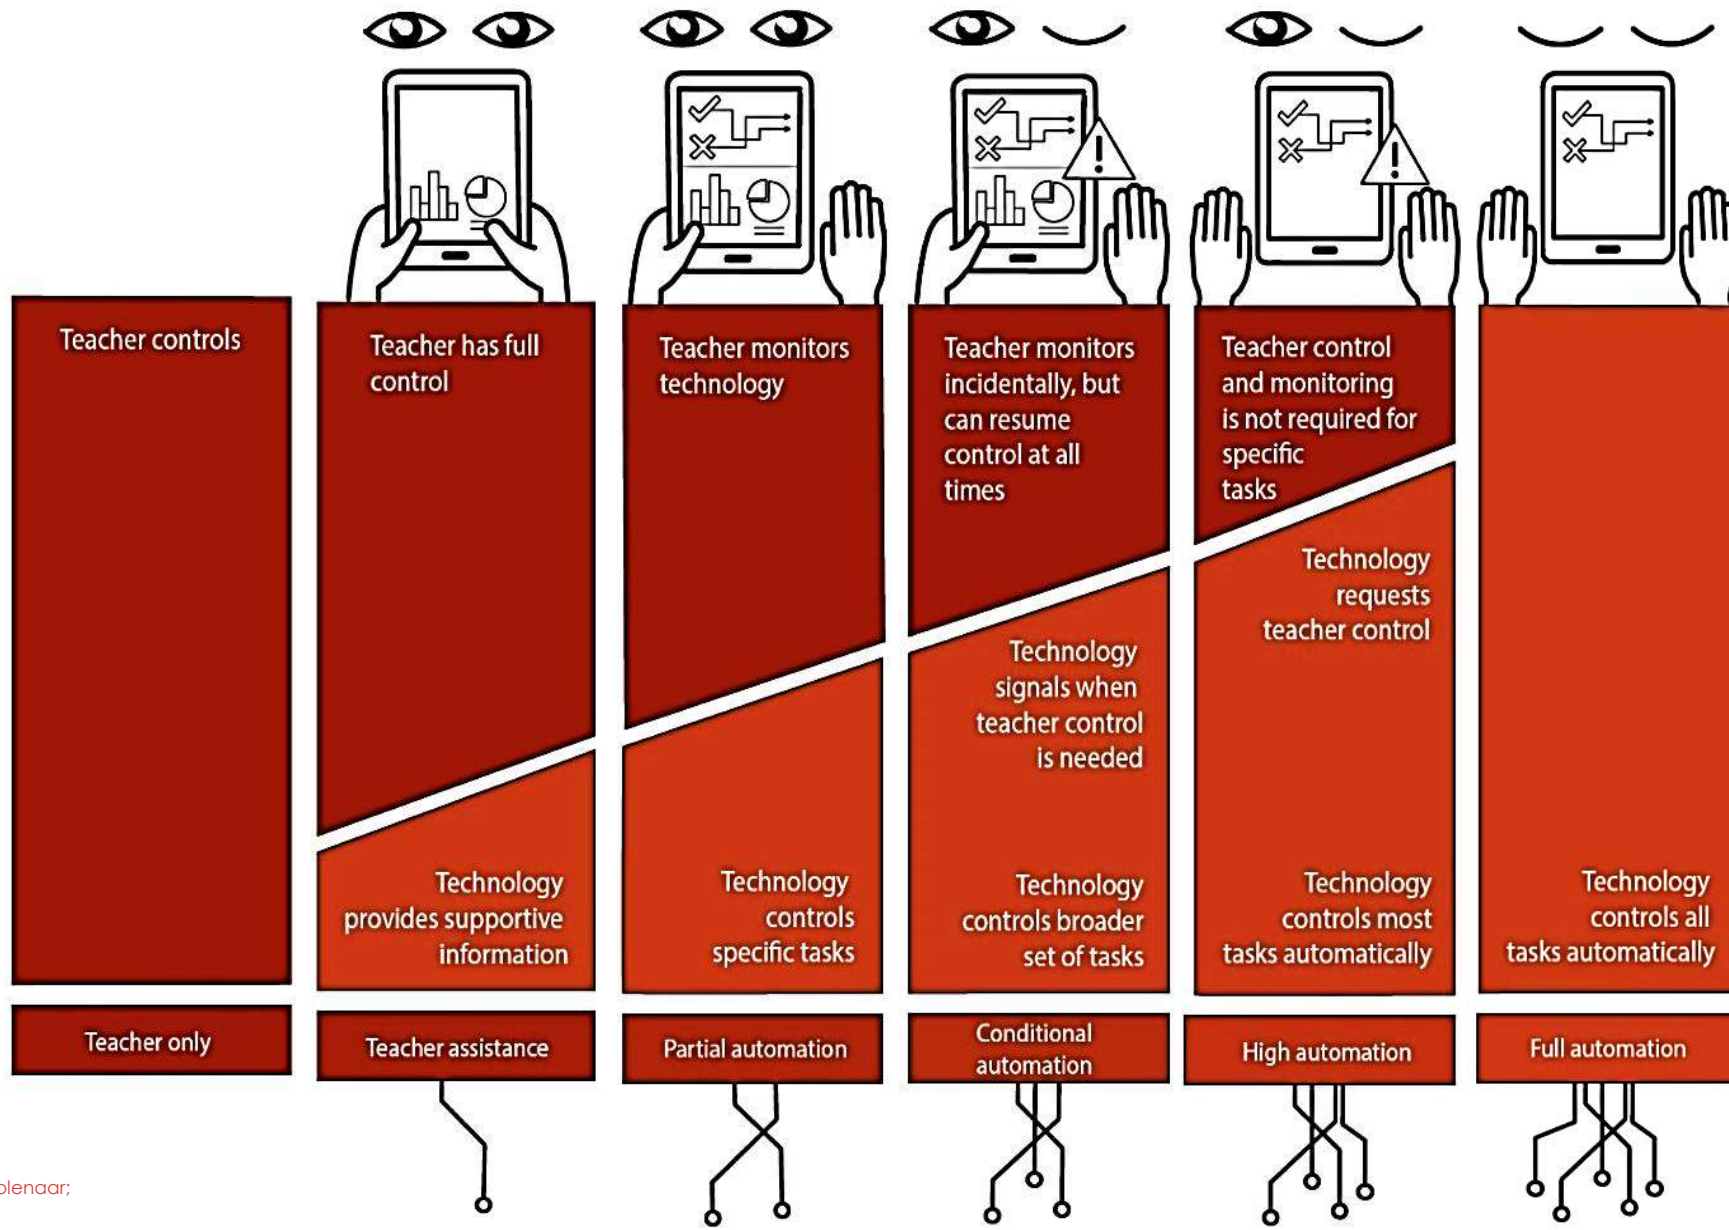 Teacher controls
Teacher has full
control
Teacher monitors
technology
Teacher monitors
incidentally, but
can resume
control at all
times
Teacher control
and monitoring
is not required for
specific
tasks
Technology
requests
teacher control
Technology
signals when
teacher control
is needed
Technology
provides supportive
information
Technology
controls
specific tasks
Technology
controls broader
set of tasks
Technology
controls most
tasks automatically
Technology
controls all
tasks automatically
Teacher only
Teacher assistance
Partial automation
Conditional
automation
High automation
Full automation
olenaar;